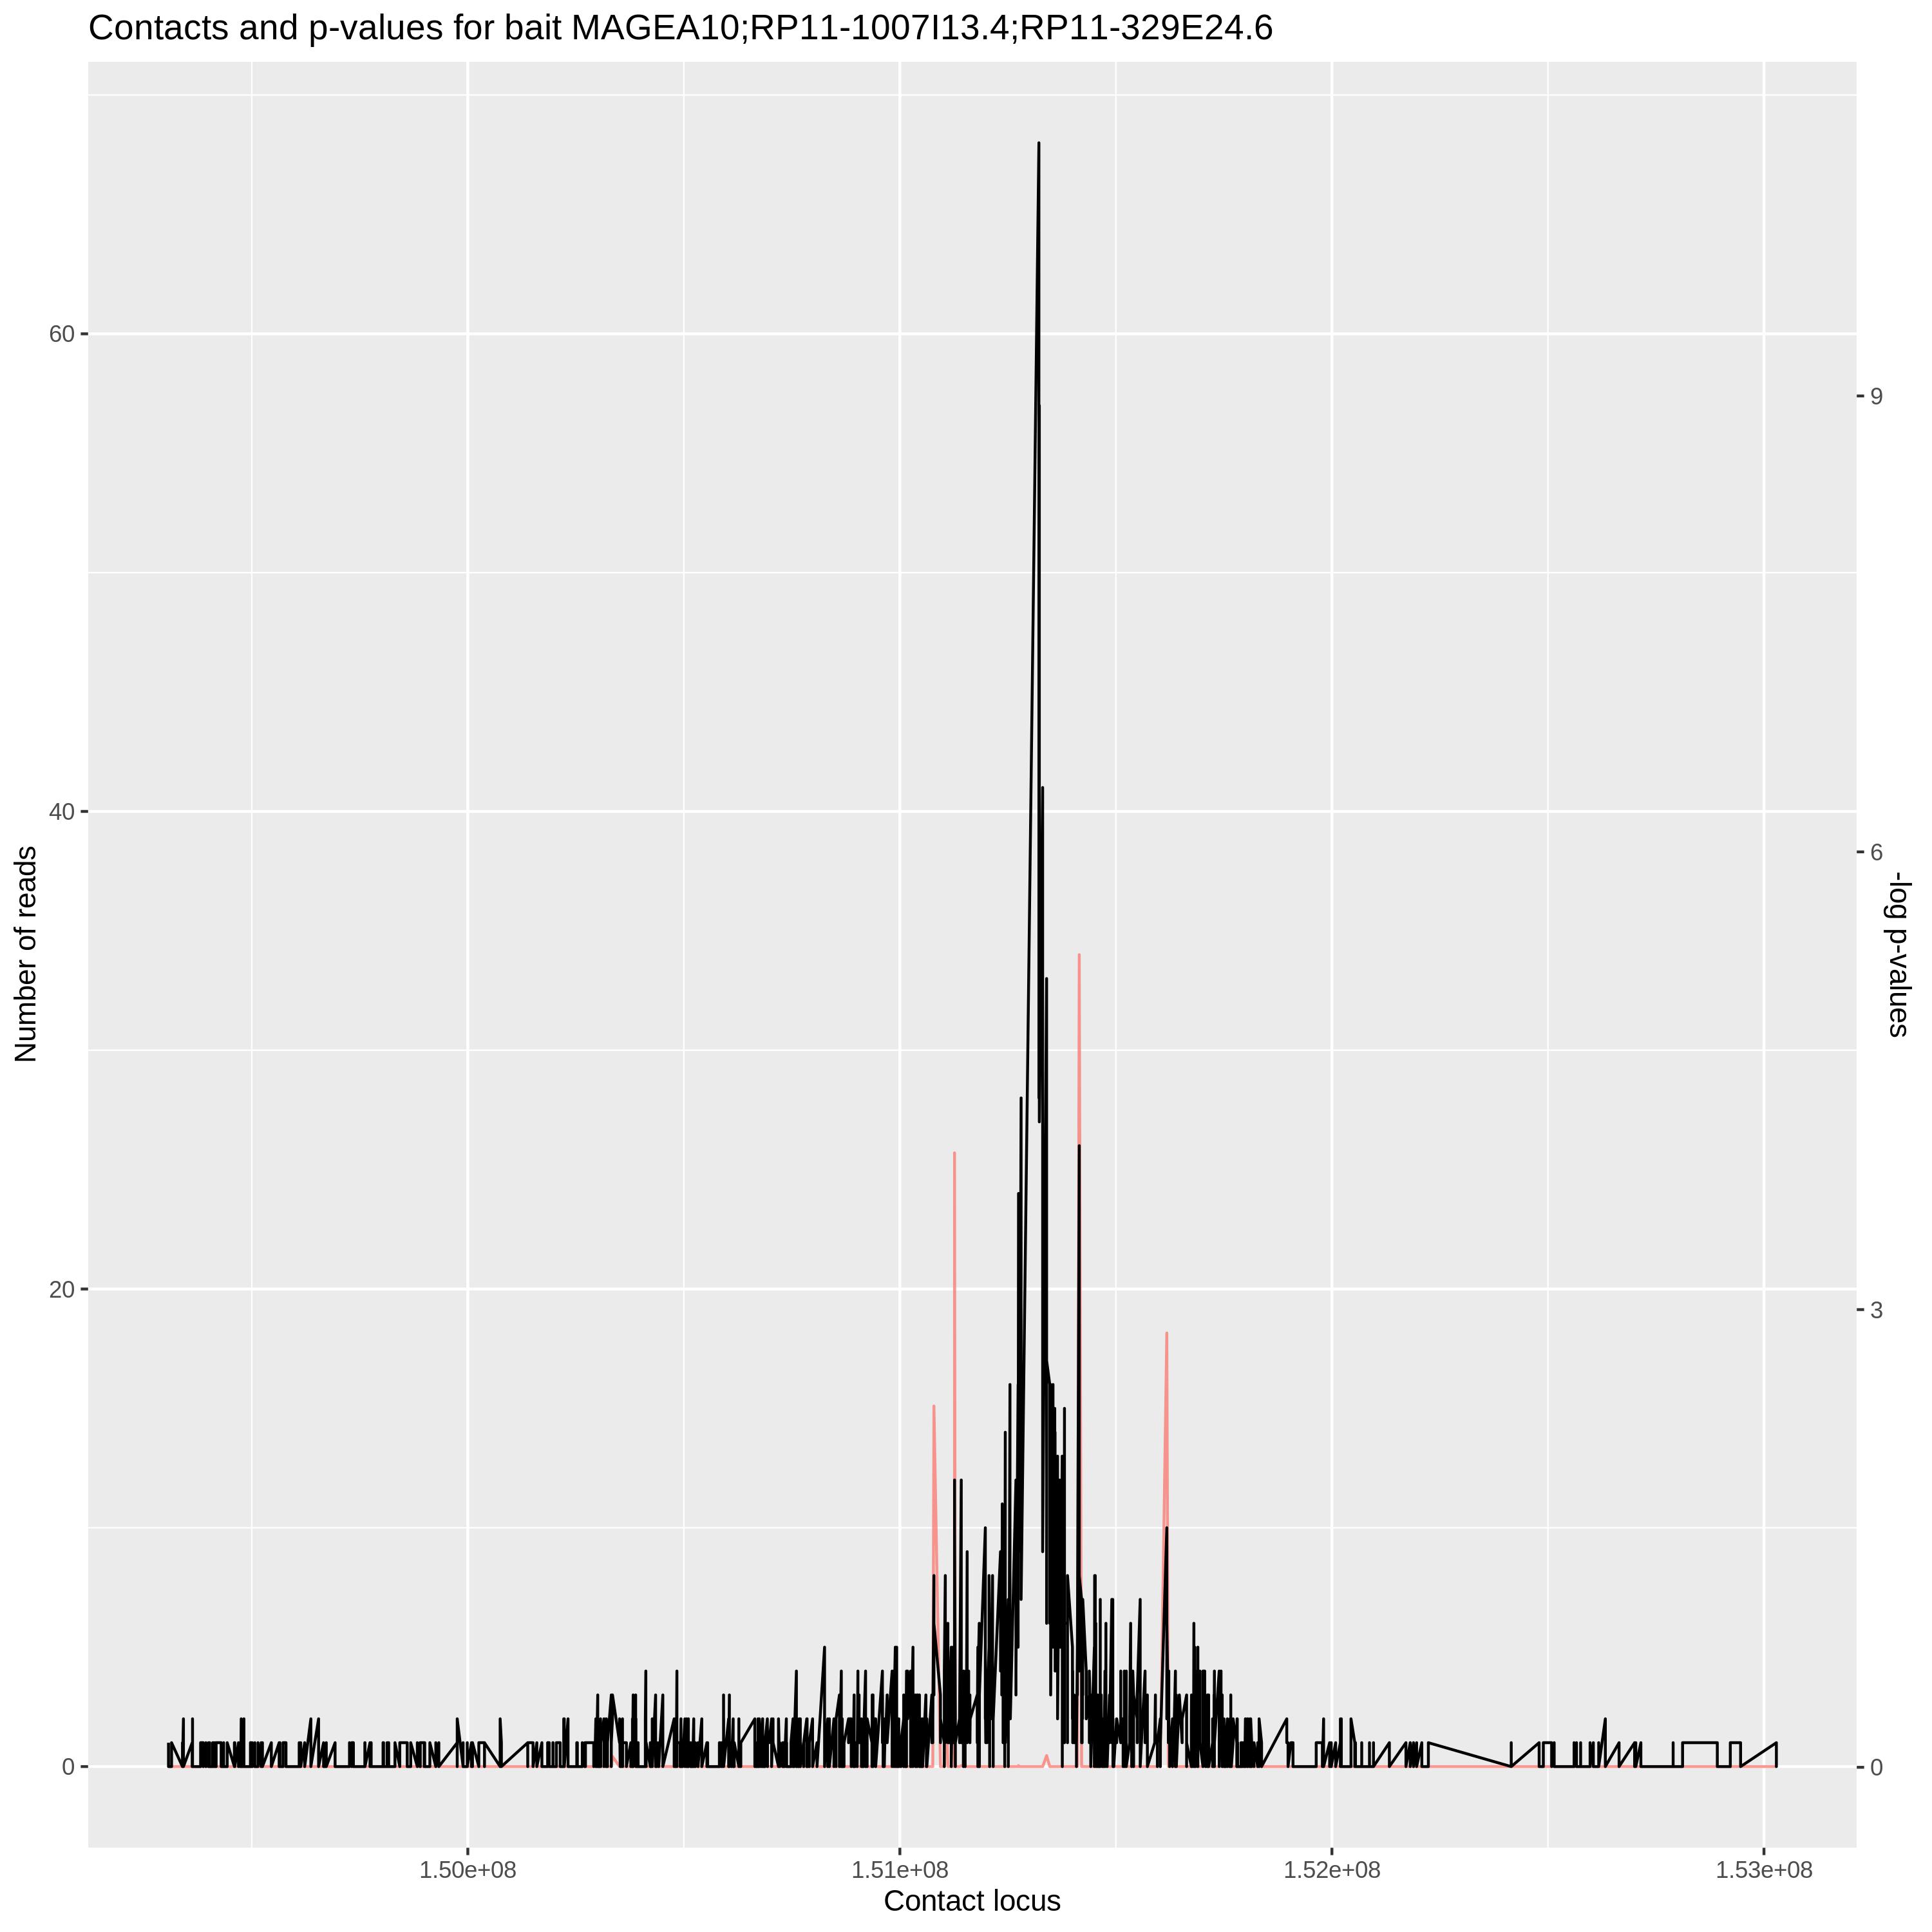 Contacts and p-values for bait MAGEA10;RP11-1007I13.4;RP11-329E24.6
60
40
20
0
Number of reads
9
6
3
0
-log p-values
1.50e+08
1.51e+08
1.52e+08
1.53e+08
Contact locus